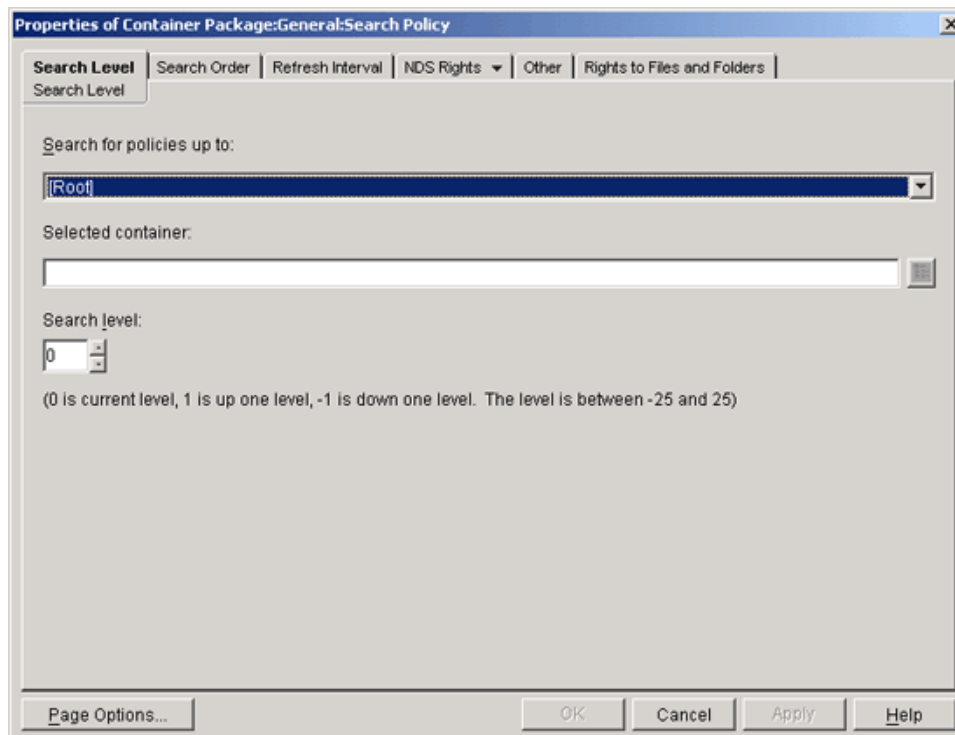 Properties of Container Package:General:Search Policy
Search Level Search Order Refresh Interval NDS Rights Other Rights to Files and Folders
Search Level
Search for policies up to:
[Root]
Selected container:
Search level:
0
(0 is current level, 1 is up one level, -1 is down one level. The level is between -25 and 25)
Page Options... OK Cancel Apply Help